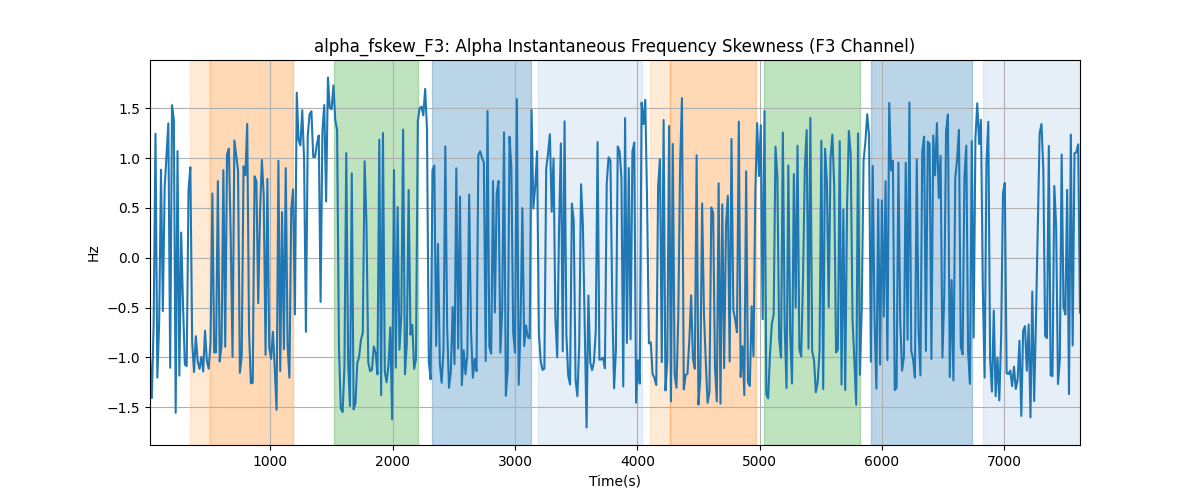 alpha_fskew_F3: Alpha Instantaneous Frequency Skewness (F3 Channel)
Hz
1.5
1.0
0.5
0.0
−0.5
−1.0
−1.5
1000 2000 3000 4000 5000 6000 7000
Time(s)